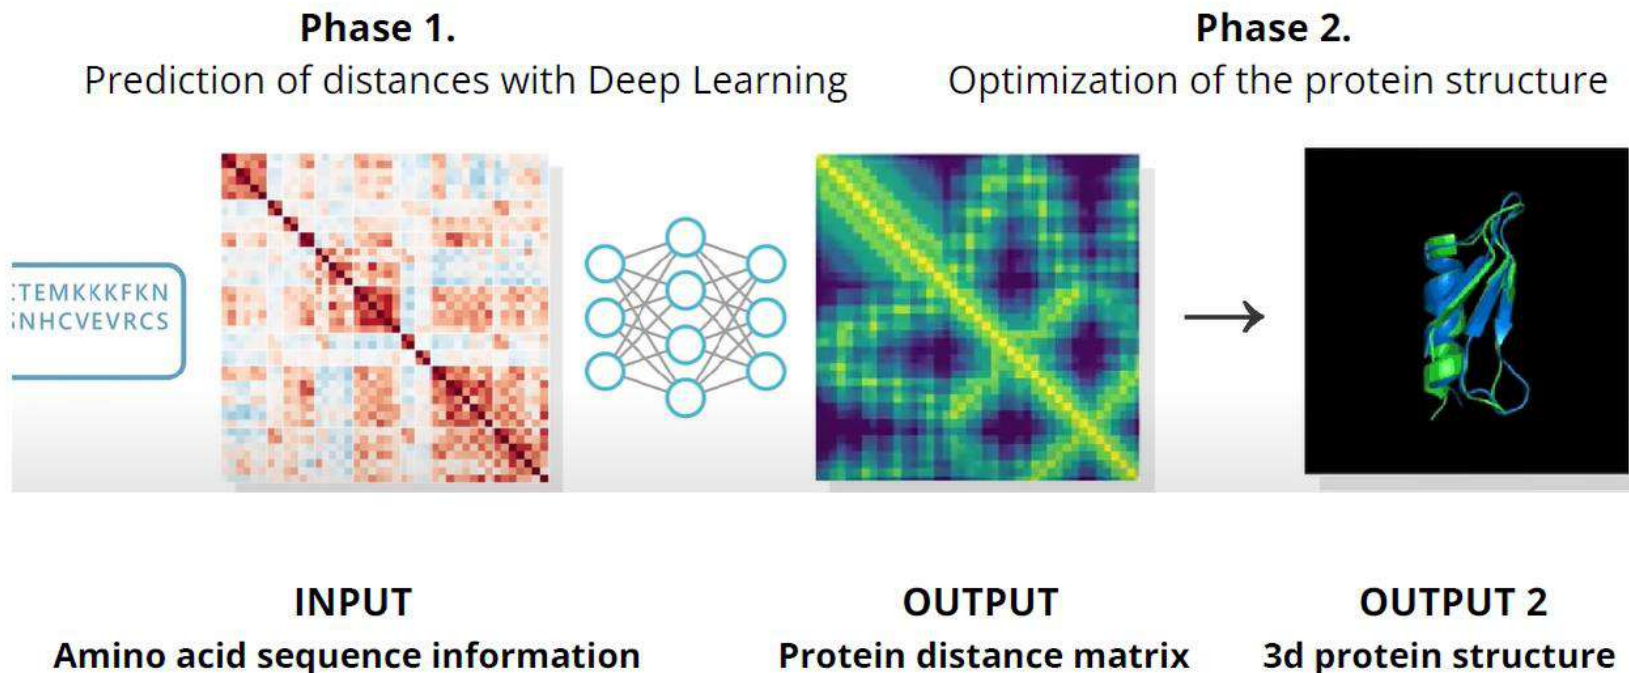 Phase 1.
Prediction of distances with Deep Learning
Phase 2.
Optimization of the protein structure
TEMKKKFKN
NHCVEVRCS
INPUT
Amino acid sequence information
OUTPUT
Protein distance matrix
OUTPUT 2
3d protein structure